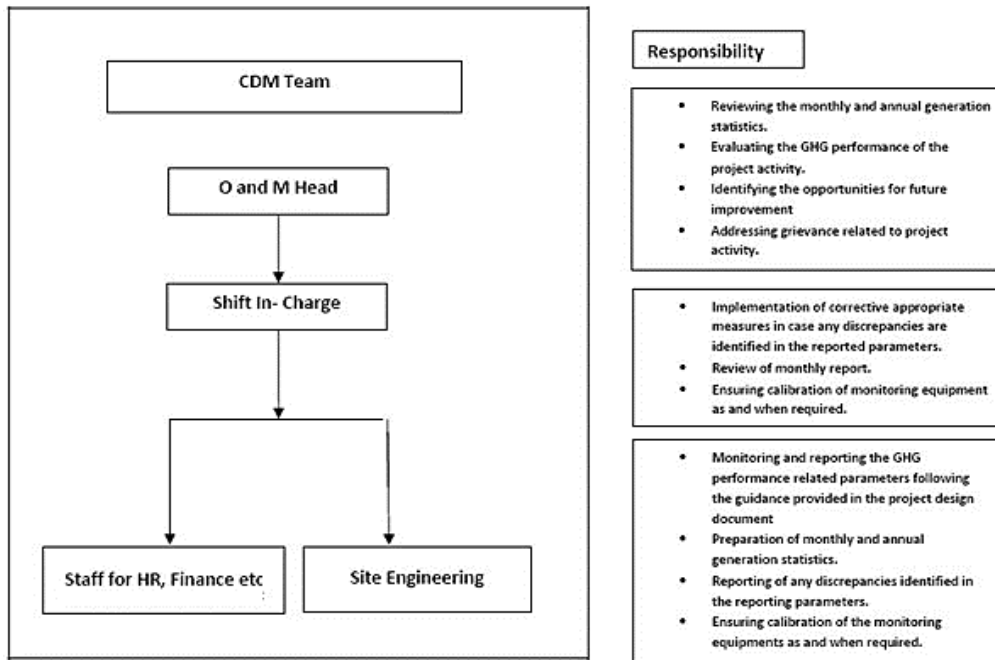 CDM Team
O and M Head
Shift In- Charge
Staff for HR, Finance etc
Site Engineering
Responsibility
• Reviewing the monthly and annual generation
statistics.
• Evaluating the GHG performance of the
project activity.
• Identifying the opportunities for future
improvement
• Addressing grievance related to project
activity.
• Implementation of corrective appropriate
measures in case any discrepancies are
identified in the reported parameters.
• Review of monthly report.
• Ensuring calibration of monitoring equipment
as and when required.
• Monitoring and reporting the GHG
performance related parameters following
the guidance provided in the project design
document
• Preparation of monthly and annual
generation statistics.
• Reporting of any discrepancies identified in
the reporting parameters.
• Ensuring calibration of the monitoring
equipments as and when required.